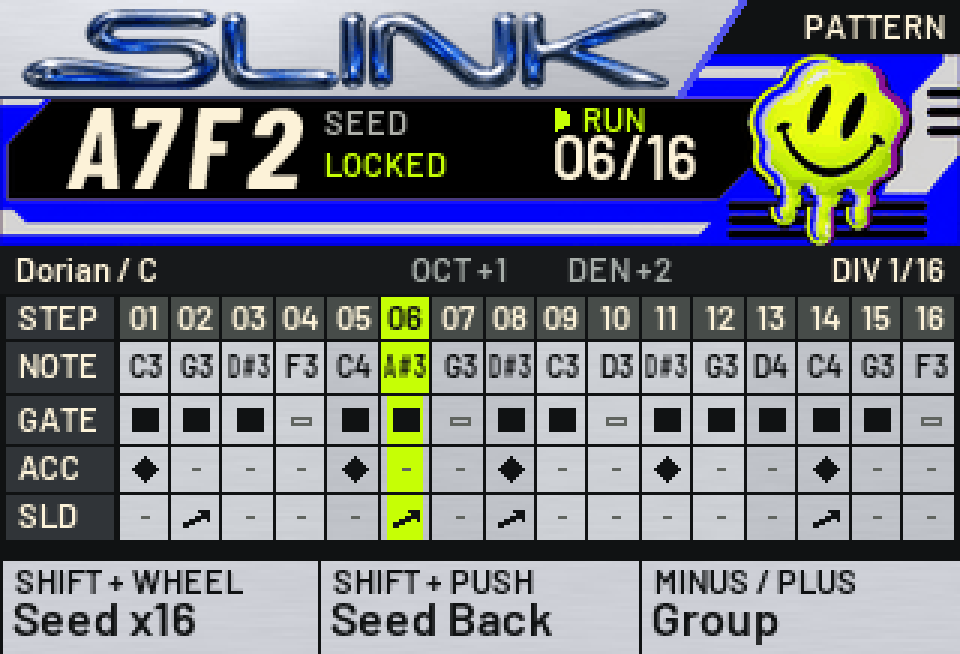 SLINK
PATTERN
A7F2
SEED
LOCKED
RUN
06/16
Dorian / C OCT +1 DEN +2 DIV 1/16
STEP 01 02 03 04 05 06 07 08 09 10 11 12 13 14 15 16
NOTE C3 G3 D#3 F3 C4 A#3 G3 D#3 C3 D3 D#3 G3 D4 C4 G3 F3
GATE
ACC - - - - - - - - - - -
SLD - - - - - - - - - - - -
SHIFT + WHEEL
Seed x16
SHIFT + PUSH
Seed Back
MINUS / PLUS
Group